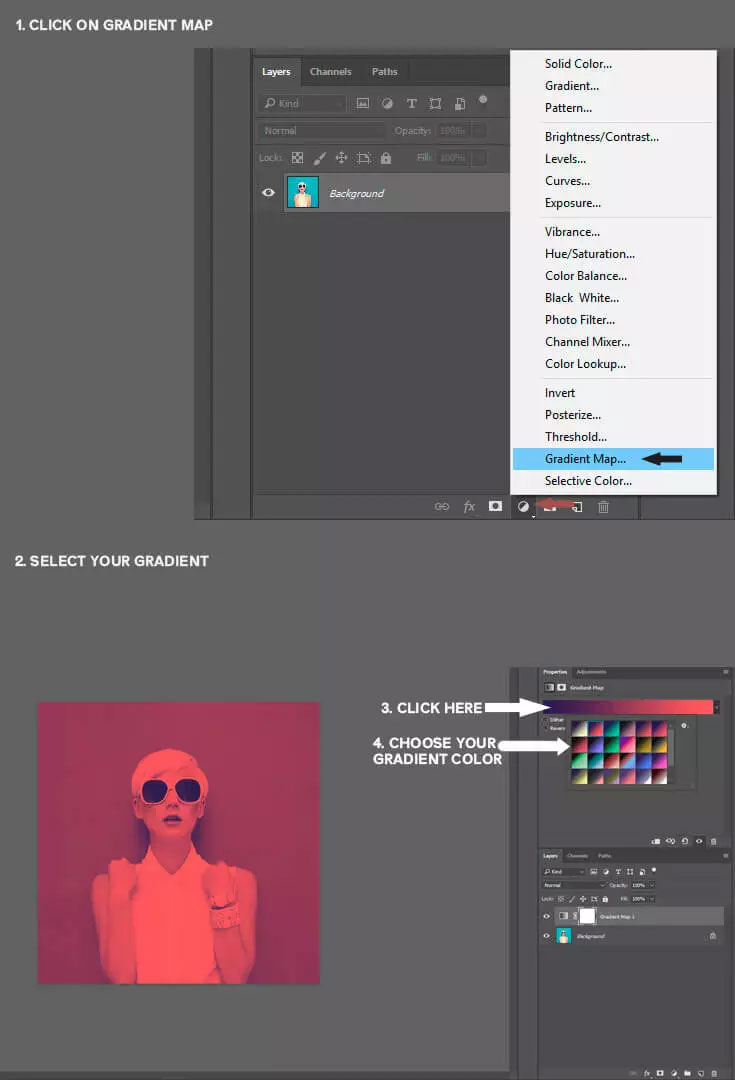 1. CLICK ON GRADIENT MAP
Layers Channels Paths
Kind
Normal Opacity: 100%
Lock: Fill: 100%
Background
Solid Color...
Gradient...
Pattern...
Brightness/Contrast...
Levels...
Curves...
Exposure...
Vibrance...
Hue/Saturation...
Color Balance...
Black  White...
Photo Filter...
Channel Mixer...
Color Lookup...
Invert
Posterize...
Threshold...
Gradient Map...
Selective Color...
fx
2. SELECT YOUR GRADIENT
Properties Adjustments
Gradient Map
3. CLICK HERE
Dither
4. CHOOSE YOUR
GRADIENT COLOR
Layers Channels Paths
Kind
Normal Opacity: 100%
Lock: Fill: 100%
Gradient Map 1
Background
fx